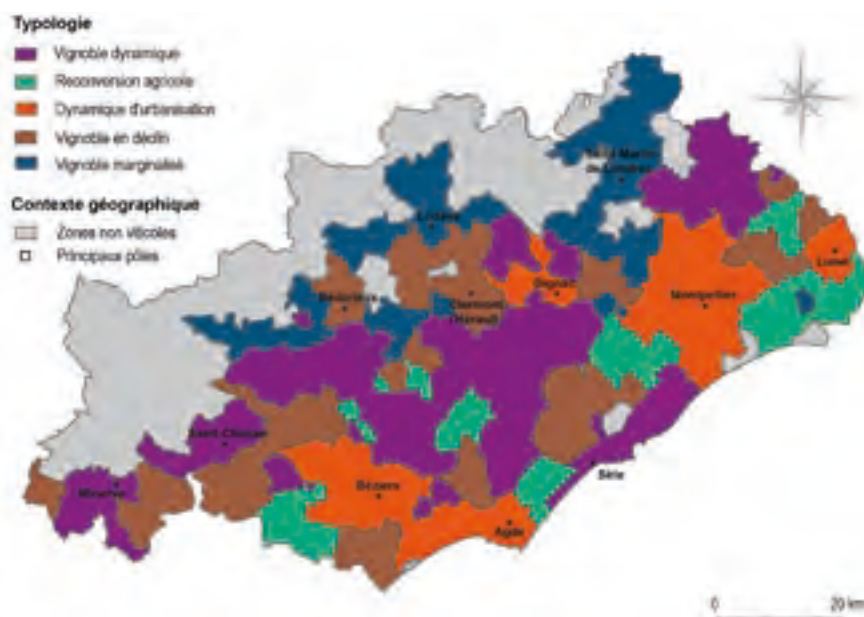 Typologie
Vignoble dynamique
Reconversion agricole
Dynamique d'urbanisation
Vignoble en déclin
Vignoble marginalisé
Contexte géographique
Zones non viticoles
Principaux pôles
Saint-Martin
de-Londres
Lodève
Lunel
Gignac
Bédarieux
Clermont
l'Hérault
Montpellier
Saint-Chinian
Sète
Minerve
Béziers
Agde
0 20 km